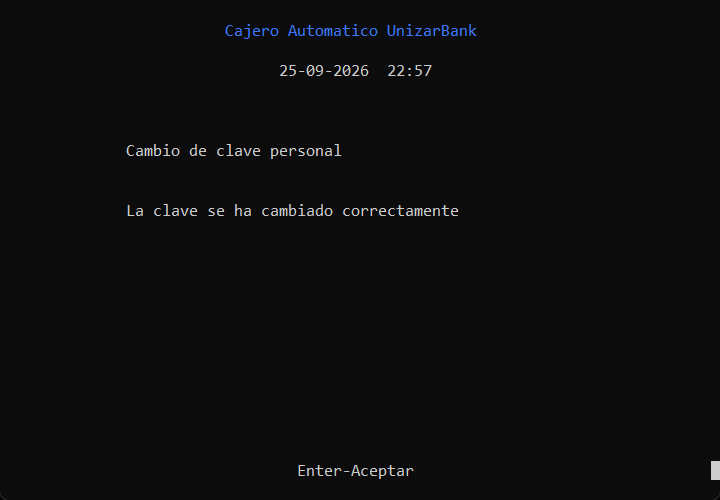 Cajero Automatico UnizarBank
25-09-2026  22:57
Cambio de clave personal
La clave se ha cambiado correctamente
Enter-Aceptar